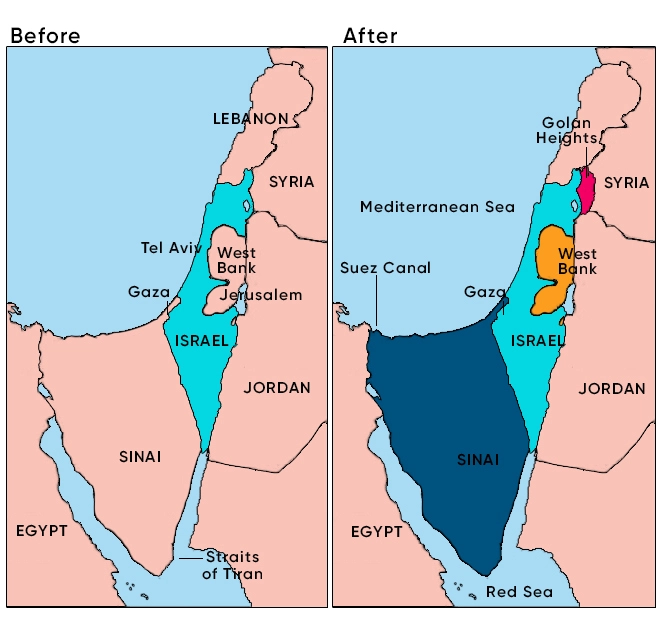 Before
LEBANON
SYRIA
Tel Aviv
West
Bank
Gaza
Jerusalem
ISRAEL
JORDAN
SINAI
EGYPT
Straits
of Tiran
After
Golan
Heights
SYRIA
Mediterranean Sea
West
Bank
Suez Canal
Gaza
ISRAEL
JORDAN
SINAI
EGYPT
Red Sea